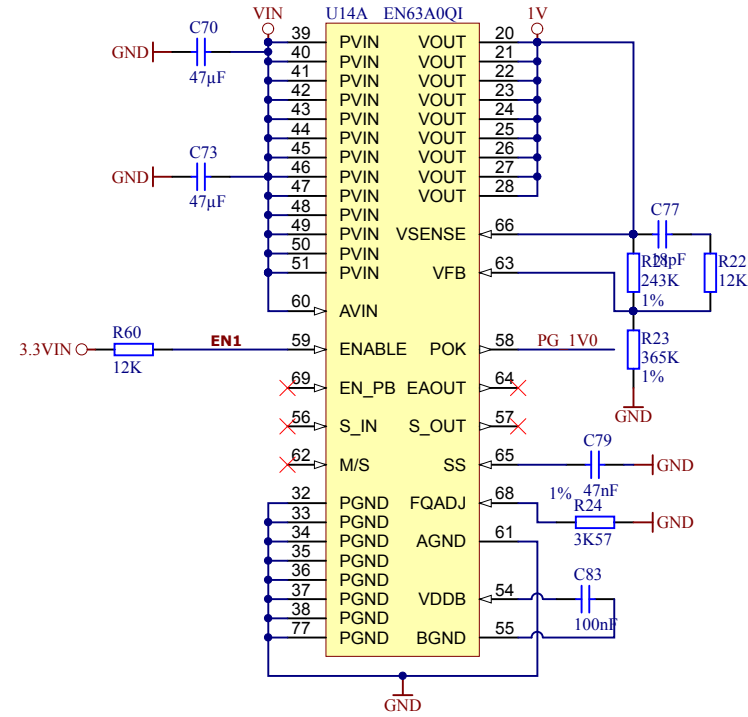 VIN U14A EN63A0QI 1V
C70
GND
47µF
C73
GND
47µF
39 PVIN VOUT 20
40 PVIN VOUT 21
41 PVIN VOUT 22
42 PVIN VOUT 23
43 PVIN VOUT 24
44 PVIN VOUT 25
45 PVIN VOUT 26
46 PVIN VOUT 27
47 PVIN VOUT 28
48 PVIN
49 PVIN VSENSE 66
50 PVIN
51 PVIN VFB 63
60 AVIN
59 ENABLE POK 58
69 EN_PB EAOUT 64
56 S_IN S_OUT 57
62 M/S SS 65
32 PGND FQADJ 68
33 PGND
34 PGND AGND 61
35 PGND
36 PGND
37 PGND VDDB 54
38 PGND
77 PGND BGND 55
3.3VIN
R60
12K
EN1
PG_1V0
C77
18pF
R21
243K
1%
R22
12K
R23
365K
1%
GND
C79
47nF
GND
1%
R24
3K57
GND
C83
100nF
GND